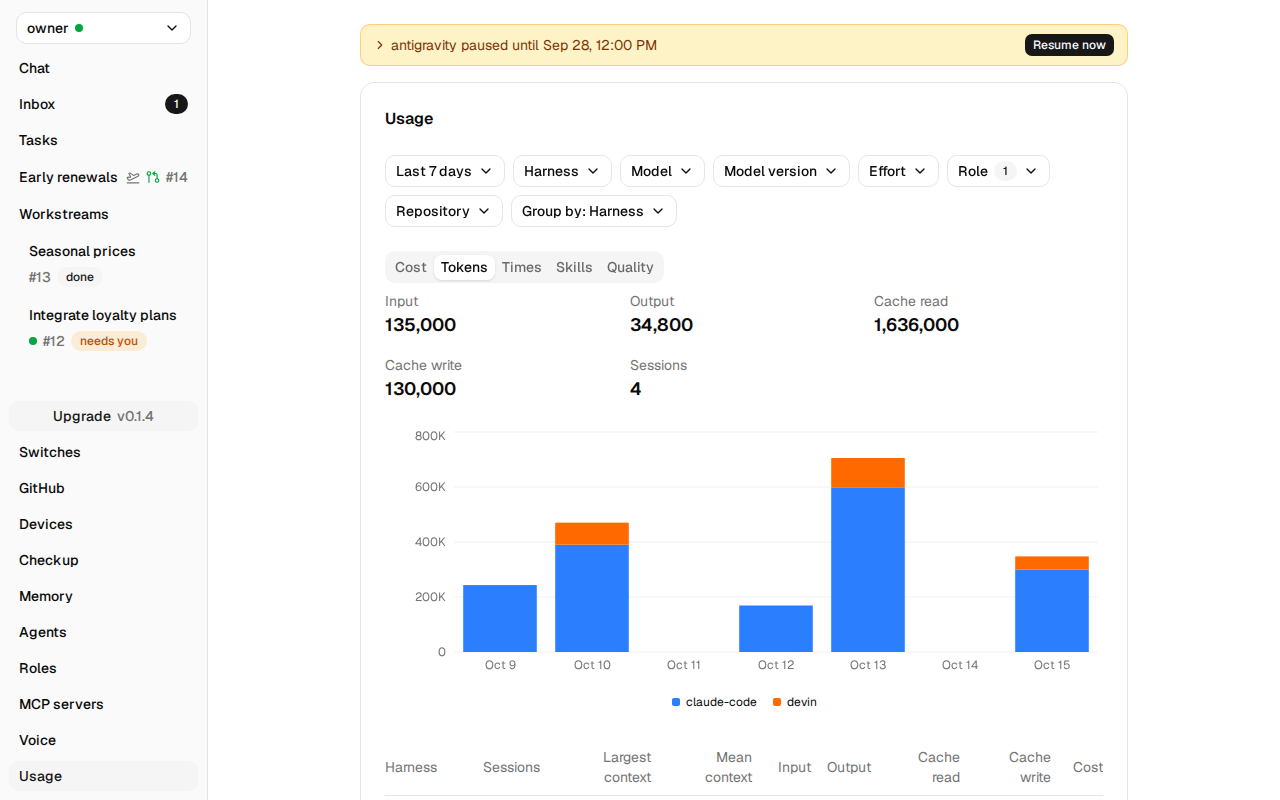 owner
Chat
Inbox 1
Tasks
Early renewals #14
Workstreams
Seasonal prices
#13 done
Integrate loyalty plans
#12 needs you
Upgrade v0.1.4
Switches
GitHub
Devices
Checkup
Memory
Agents
Roles
MCP servers
Voice
Usage
antigravity paused until Sep 28, 12:00 PM Resume now
Usage
Last 7 days Harness Model Model version Effort Role 1
Repository Group by: Harness
Cost Tokens Times Skills Quality
Input Output Cache read
135,000 34,800 1,636,000
Cache write Sessions
130,000 4
800K
600K
400K
200K
0
Oct 9 Oct 10 Oct 11 Oct 12 Oct 13 Oct 14 Oct 15
claude-code devin
Harness Sessions Largest context Mean context Input Output Cache read Cache write Cost